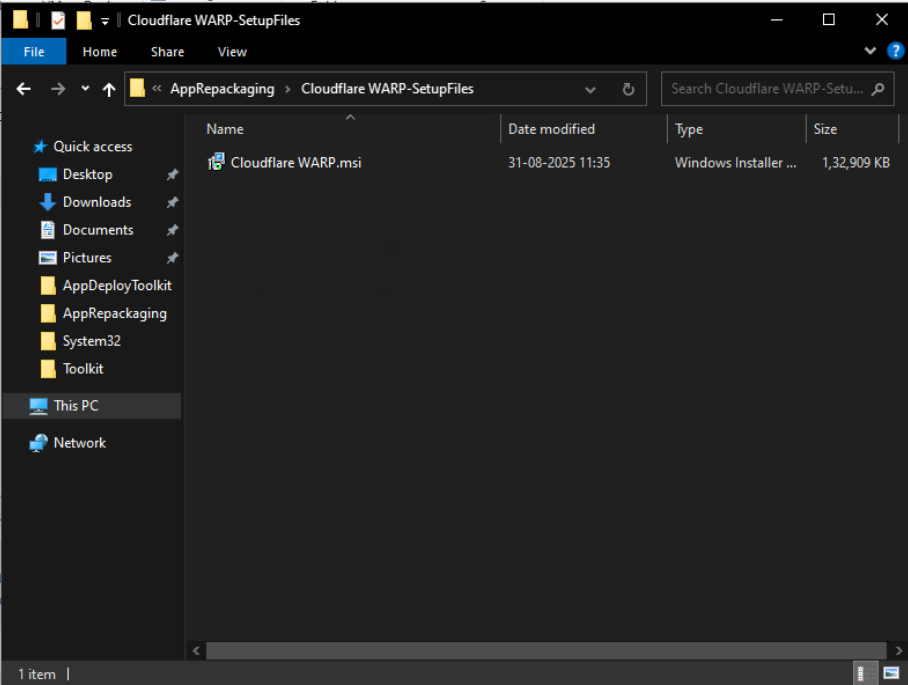 Cloudflare WARP-SetupFiles
File Home Share View
« AppRepackaging › Cloudflare WARP-SetupFiles
Search Cloudflare WARP-Setu...
Name Date modified Type Size
Cloudflare WARP.msi 31-08-2025 11:35 Windows Installer ... 1,32,909 KB
Quick access
Desktop
Downloads
Documents
Pictures
AppDeployToolkit
AppRepackaging
System32
Toolkit
This PC
Network
1 item